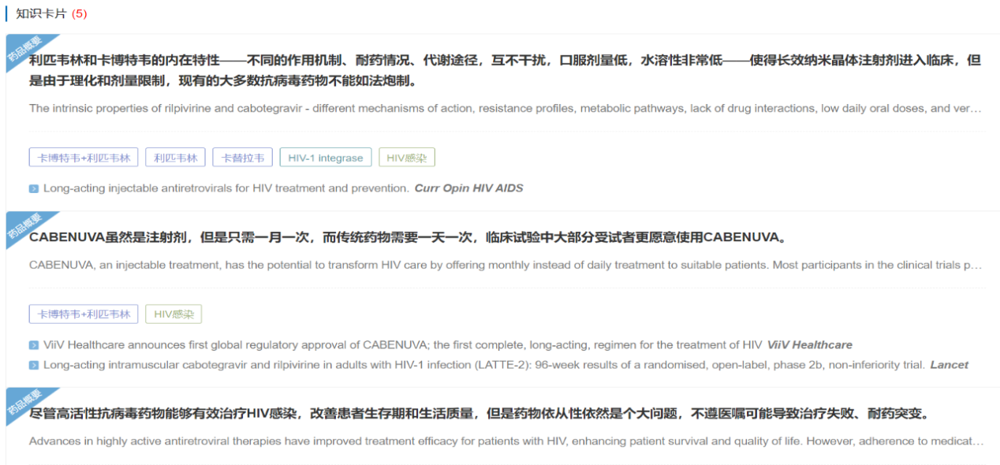 知识卡片 (5)
药品概要
利匹韦林和卡博特韦的内在特性——不同的作用机制、耐药情况、代谢途径，互不干扰，口服剂量低，水溶性非常低——使得长效纳米晶体注射剂进入临床，但
是由于理化和剂量限制，现有的大多数抗病毒药物不能如法炮制。
The intrinsic properties of rilpivirine and cabotegravir - different mechanisms of action, resistance profiles, metabolic pathways, lack of drug interactions, low daily oral doses, and ver...
卡博特韦+利匹韦林 利匹韦林 卡替拉韦 HIV-1 integrase HIV感染
Long-acting injectable antiretrovirals for HIV treatment and prevention. Curr Opin HIV AIDS
药品概要
CABENUVA虽然是注射剂，但是只需一月一次，而传统药物需要一天一次，临床试验中大部分受试者更愿意使用CABENUVA。
CABENUVA, an injectable treatment, has the potential to transform HIV care by offering monthly instead of daily treatment to suitable patients. Most participants in the clinical trials p...
卡博特韦+利匹韦林 HIV感染
ViiV Healthcare announces first global regulatory approval of CABENUVA; the first complete, long-acting, regimen for the treatment of HIV ViiV Healthcare
Long-acting intramuscular cabotegravir and rilpivirine in adults with HIV-1 infection (LATTE-2): 96-week results of a randomised, open-label, phase 2b, non-inferiority trial. Lancet
药品概要
尽管高活性抗病毒药物能够有效治疗HIV感染，改善患者生存期和生活质量，但是药物依从性依然是个大问题，不遵医嘱可能导致治疗失败、耐药突变。
Advances in highly active antiretroviral therapies have improved treatment efficacy for patients with HIV, enhancing patient survival and quality of life. However, adherence to medicat...